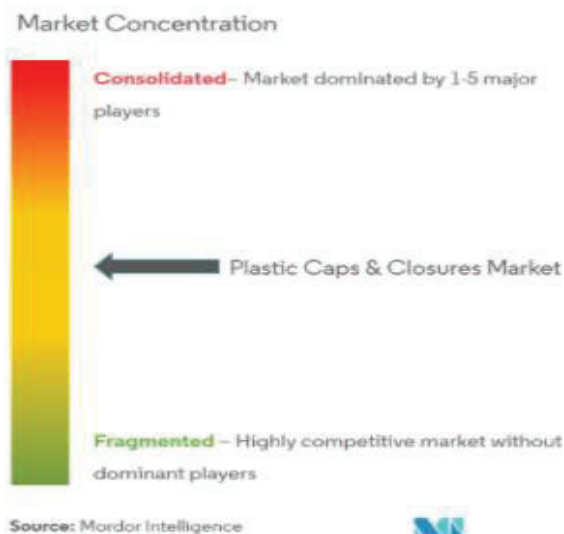 Market Concentration
Consolidated– Market dominated by 1-5 major
players
Plastic Caps & Closures Market
Fragmented – Highly competitive market without
dominant players
Source: Mordor Intelligence